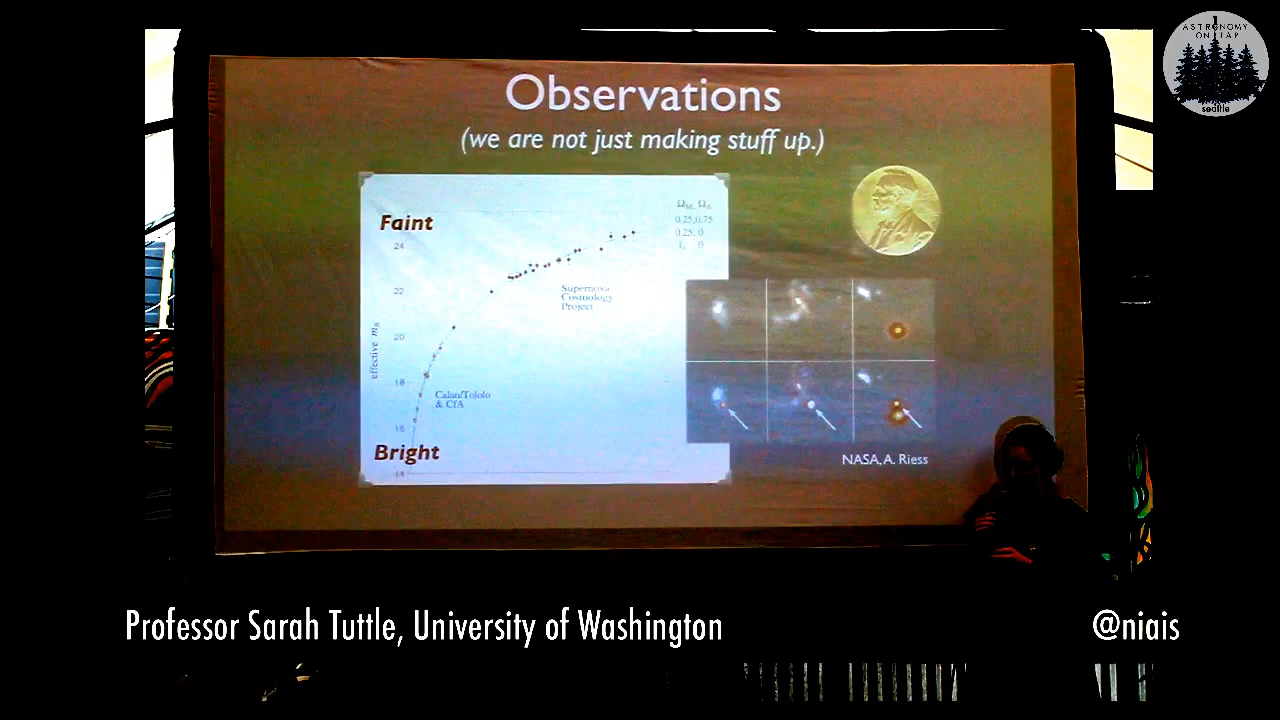 ASTRONOMY
ON TAP
seattle
Observations
(we are not just making stuff up.)
Faint
Ω_M, Ω_Λ
0.25,0.75
0.25, 0
1, 0
24
22
Supernova
Cosmology
Project
20
effective m_B
18
Calan/Tololo
& CfA
16
Bright
14
NASA, A. Riess
Professor Sarah Tuttle, University of Washington
@niais